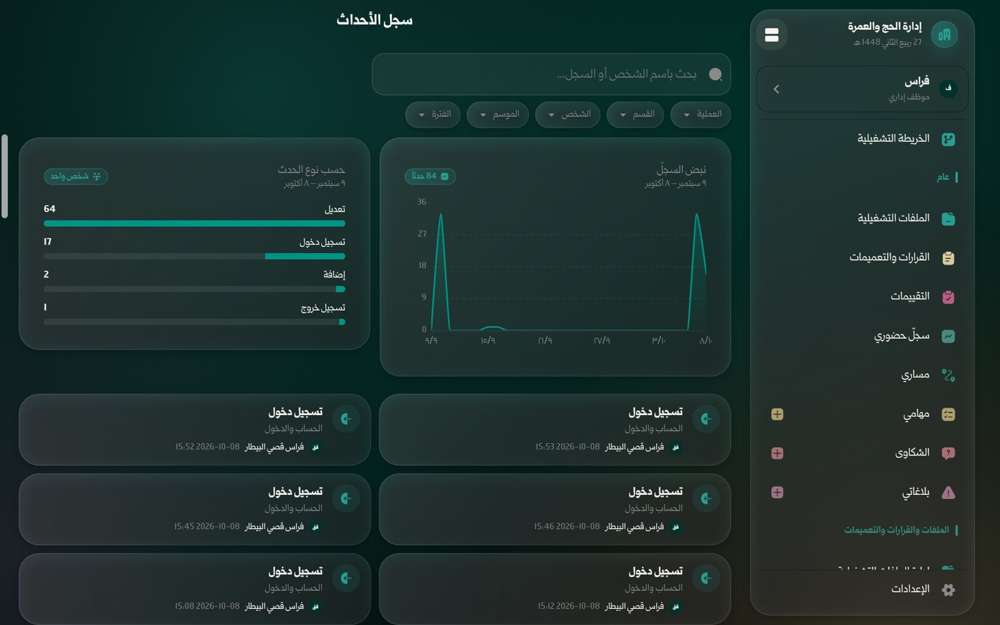 إدارة الحج والعمرة
27 ربيع الثاني 1448 هـ
ف
فراس
موظف إداري
الخريطة التشغيلية
عام
الملفات التشغيلية
القرارات والتعميمات
التقييمات
سجلّ حضوري
مساري
مهامي
الشكاوى
بلاغاتي
الملفات والقرارات والتعميمات
الإعدادات
سجل الأحداث
بحث باسم الشخص أو السجل...
العملية
القسم
الشخص
الموسم
الفترة
نبض السجلّ
٩ سبتمبر – ٨ أكتوبر
84 حدثًا
36
27
18
9
0
٩/٩
١٥/٩
٢١/٩
٢٧/٩
٣/١٠
٨/١٠
حسب نوع الحدث
٩ سبتمبر – ٨ أكتوبر
شخص واحد
تعديل 64
تسجيل دخول 17
إضافة 2
تسجيل خروج 1
تسجيل دخول
الحساب والدخول
فق فراس قصي البيطار 2026-10-08 15:53
تسجيل دخول
الحساب والدخول
فق فراس قصي البيطار 2026-10-08 15:52
تسجيل دخول
الحساب والدخول
فق فراس قصي البيطار 2026-10-08 15:46
تسجيل دخول
الحساب والدخول
فق فراس قصي البيطار 2026-10-08 15:45
تسجيل دخول
الحساب والدخول
فق فراس قصي البيطار 2026-10-08 15:12
تسجيل دخول
الحساب والدخول
فق فراس قصي البيطار 2026-10-08 15:08